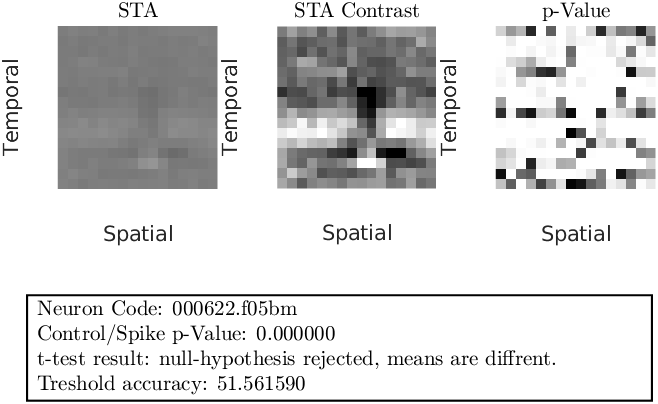 STA
STA Contrast
p-Value
Temporal
Temporal
Temporal
Spatial
Spatial
Spatial
Neuron Code: 000622.f05bm
Control/Spike p-Value: 0.000000
t-test result: null-hypothesis rejected, means are diffrent.
Treshold accuracy: 51.561590